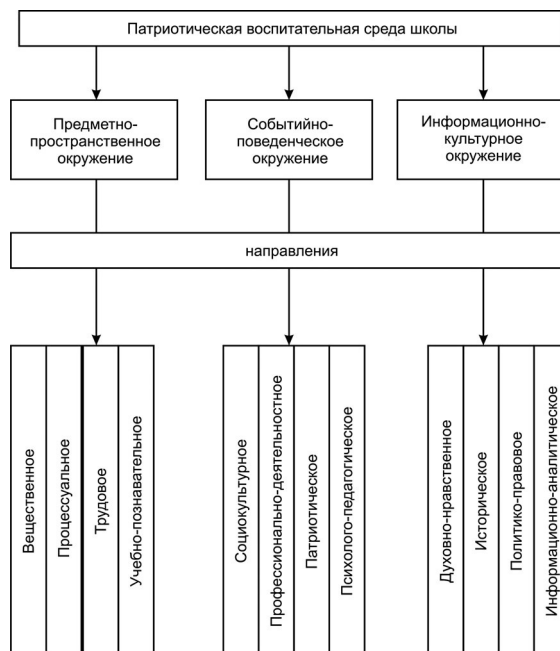 Патриотическая воспитательная среда школы
Предметно-
пространственное
окружение
Событийно-
поведенческое
окружение
Информационно-
культурное
окружение
направления
Вещественное
Процессуальное
Трудовое
Учебно-познавательное
Социокультурное
Профессионально-деятельностное
Патриотическое
Психолого-педагогическое
Духовно-нравственное
Историческое
Политико-правовое
Информационно-аналитическое